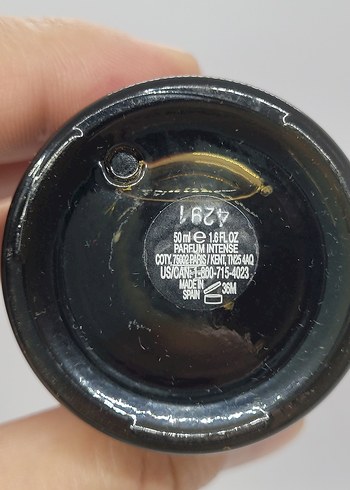 4291
50 ml e 1.6 FL OZ
PARFUM INTENSE
COTY, 75002 PARIS / KENT, TN25 4AQ
US/CAN: 1-800-715-4023
MADE IN
SPAIN
36M